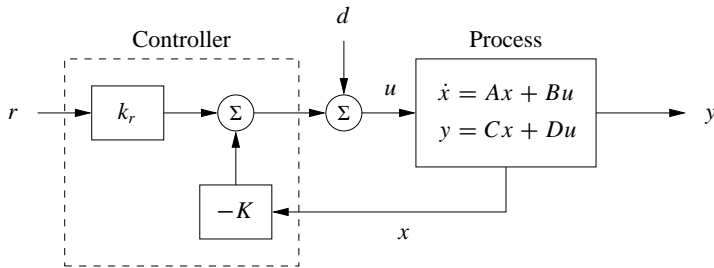 d
Controller
Process
r
k_r
Σ
Σ
u
ẋ = Ax + Bu
y = Cx + Du
y
−K
x